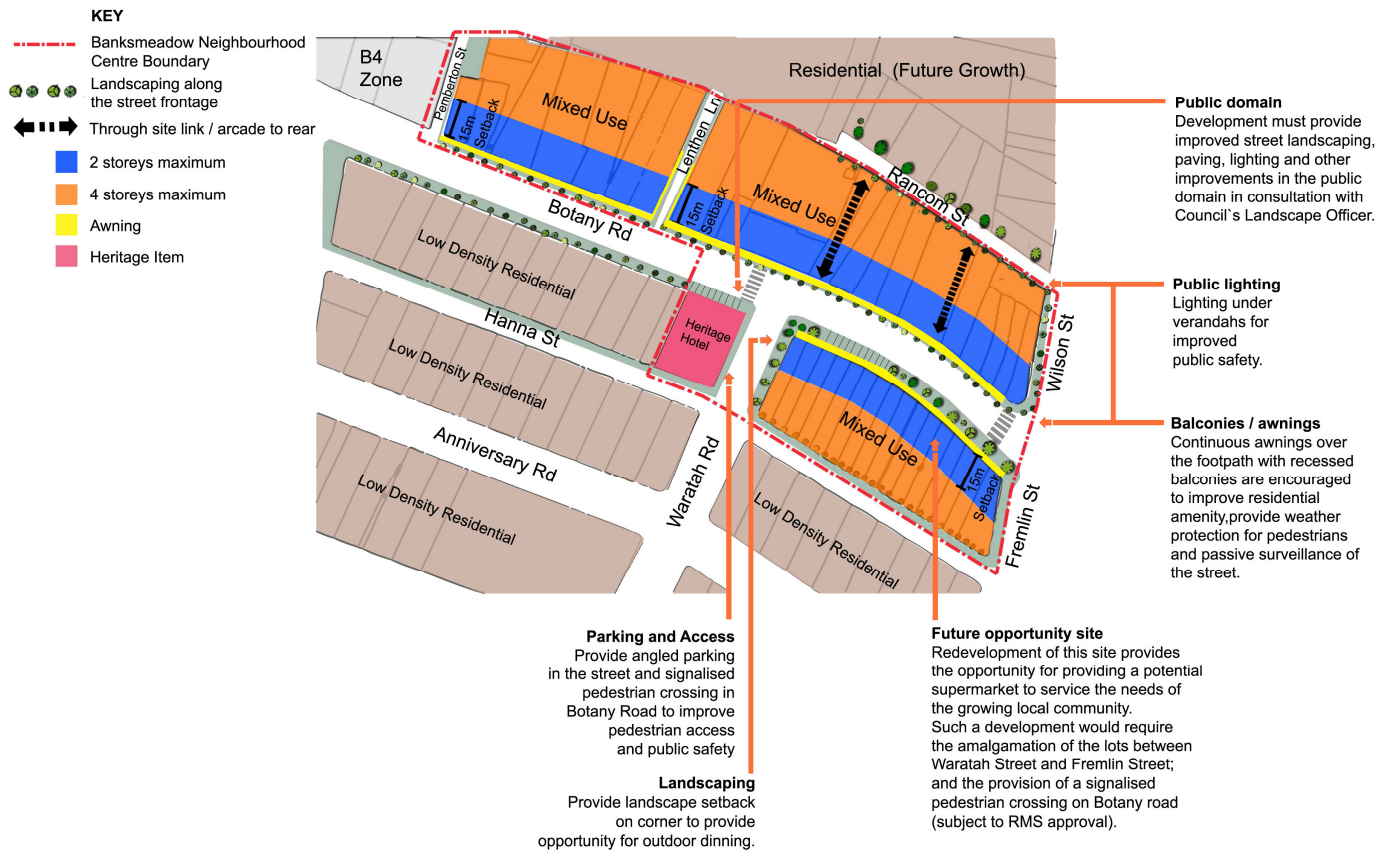 KEY
Banksmeadow Neighbourhood
Centre Boundary
Landscaping along
the street frontage
Through site link / arcade to rear
2 storeys maximum
4 storeys maximum
Awning
Heritage Item
B4
Zone
Pemberton St
15m
Setback
Mixed Use
Lenthen Ln
Residential (Future Growth)
15m
Setback
Mixed Use
Rancom St
Botany Rd
Low Density Residential
Hanna St
Heritage
Hotel
Low Density Residential
Anniversary Rd
Low Density Residential
Waratah Rd
Mixed Use
15m
Setback
Wilson St
Fremlin St
Low Density Residential
Public domain
Development must provide
improved street landscaping,
paving, lighting and other
improvements in the public
domain in consultation with
Council`s Landscape Officer.
Public lighting
Lighting under
verandahs for
improved
public safety.
Balconies / awnings
Continuous awnings over
the footpath with recessed
balconies are encouraged
to improve residential
amenity,provide weather
protection for pedestrians
and passive surveillance of
the street.
Parking and Access
Provide angled parking
in the street and signalised
pedestrian crossing in
Botany Road to improve
pedestrian access
and public safety
Landscaping
Provide landscape setback
on corner to provide
opportunity for outdoor dinning.
Future opportunity site
Redevelopment of this site provides
the opportunity for providing a potential
supermarket to service the needs of
the growing local community.
Such a development would require
the amalgamation of the lots between
Waratah Street and Fremlin Street;
and the provision of a signalised
pedestrian crossing on Botany road
(subject to RMS approval).